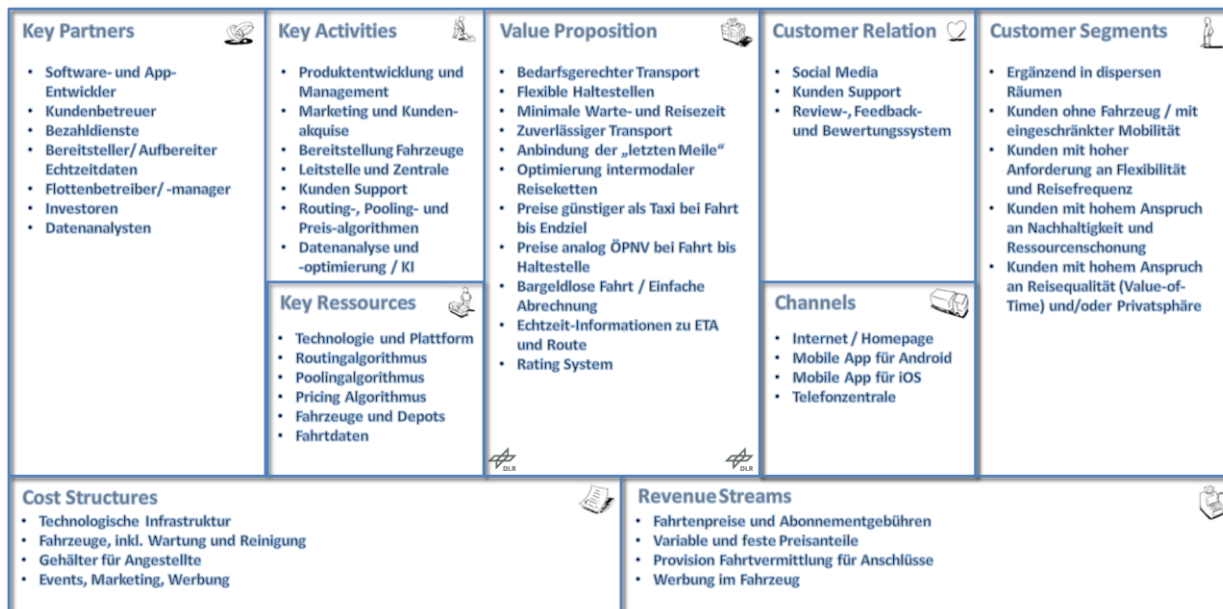 Key Partners
• Software- und App-
Entwickler
• Kundenbetreuer
• Bezahldienste
• Bereitsteller/ Aufbereiter
Echtzeitdaten
• Flottenbetreiber/ -manager
• Investoren
• Datenanalysten
Key Activities
• Produktentwicklung und
Management
• Marketing und Kunden-
akquise
• Bereitstellung Fahrzeuge
• Leitstelle und Zentrale
• Kunden Support
• Routing-, Pooling- und
Preis-algorithmen
• Datenanalyse und
-optimierung / KI
Key Ressources
• Technologie und Plattform
• Routingalgorithmus
• Poolingalgorithmus
• Pricing Algorithmus
• Fahrzeuge und Depots
• Fahrtdaten
Value Proposition
• Bedarfsgerechter Transport
• Flexible Haltestellen
• Minimale Warte- und Reisezeit
• Zuverlässiger Transport
• Anbindung der „letzten Meile“
• Optimierung intermodaler
Reiseketten
• Preise günstiger als Taxi bei Fahrt
bis Endziel
• Preise analog ÖPNV bei Fahrt bis
Haltestelle
• Bargeldlose Fahrt / Einfache
Abrechnung
• Echtzeit-Informationen zu ETA
und Route
• Rating System
DLR
DLR
Customer Relation
• Social Media
• Kunden Support
• Review-, Feedback-
und Bewertungssystem
Channels
• Internet / Homepage
• Mobile App für Android
• Mobile App für iOS
• Telefonzentrale
Customer Segments
• Ergänzend in dispersen
Räumen
• Kunden ohne Fahrzeug / mit
eingeschränkter Mobilität
• Kunden mit hoher
Anforderung an Flexibilität
und Reisefrequenz
• Kunden mit hohem Anspruch
an Nachhaltigkeit und
Ressourcenschonung
• Kunden mit hohem Anspruch
an Reisequalität (Value-of-
Time) und/oder Privatsphäre
Cost Structures
• Technologische Infrastruktur
• Fahrzeuge, inkl. Wartung und Reinigung
• Gehälter für Angestellte
• Events, Marketing, Werbung
Revenue Streams
• Fahrtenpreise und Abonnementgebühren
• Variable und feste Preisanteile
• Provision Fahrtvermittlung für Anschlüsse
• Werbung im Fahrzeug